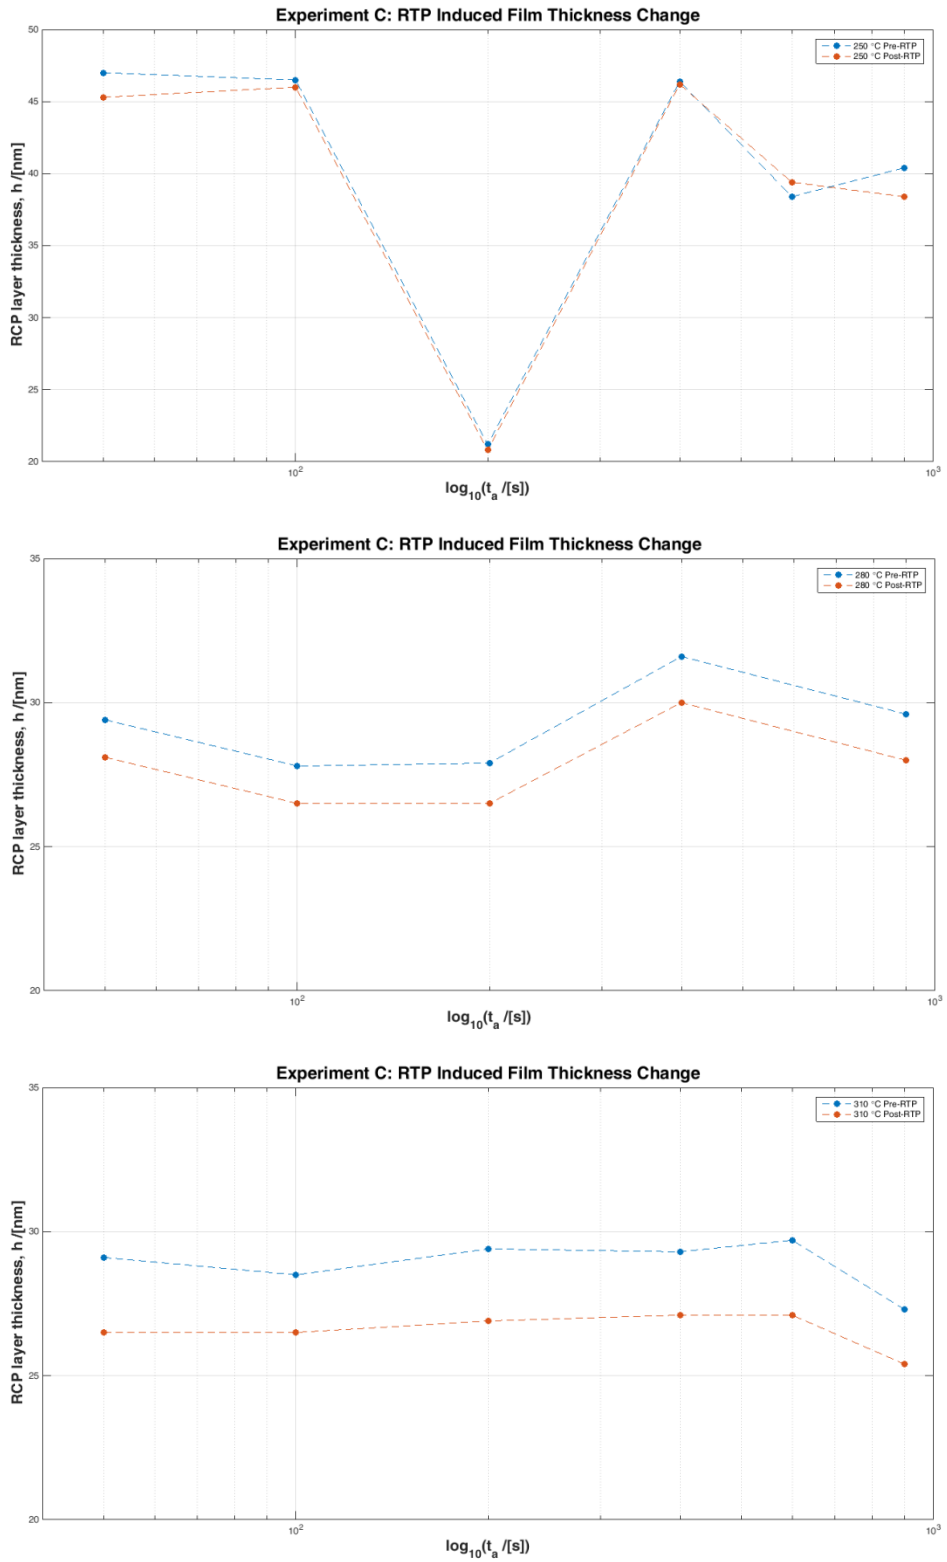 Experiment C: RTP Induced Film Thickness Change
50
45
40
35
30
25
20
RCP layer thickness, h /[nm]
250 °C Pre-RTP
250 °C Post-RTP
10²
10³
log₁₀(tₐ /[s])
Experiment C: RTP Induced Film Thickness Change
35
30
25
20
RCP layer thickness, h /[nm]
280 °C Pre-RTP
280 °C Post-RTP
10²
10³
log₁₀(tₐ /[s])
Experiment C: RTP Induced Film Thickness Change
35
30
25
20
RCP layer thickness, h /[nm]
310 °C Pre-RTP
310 °C Post-RTP
10²
10³
log₁₀(tₐ /[s])